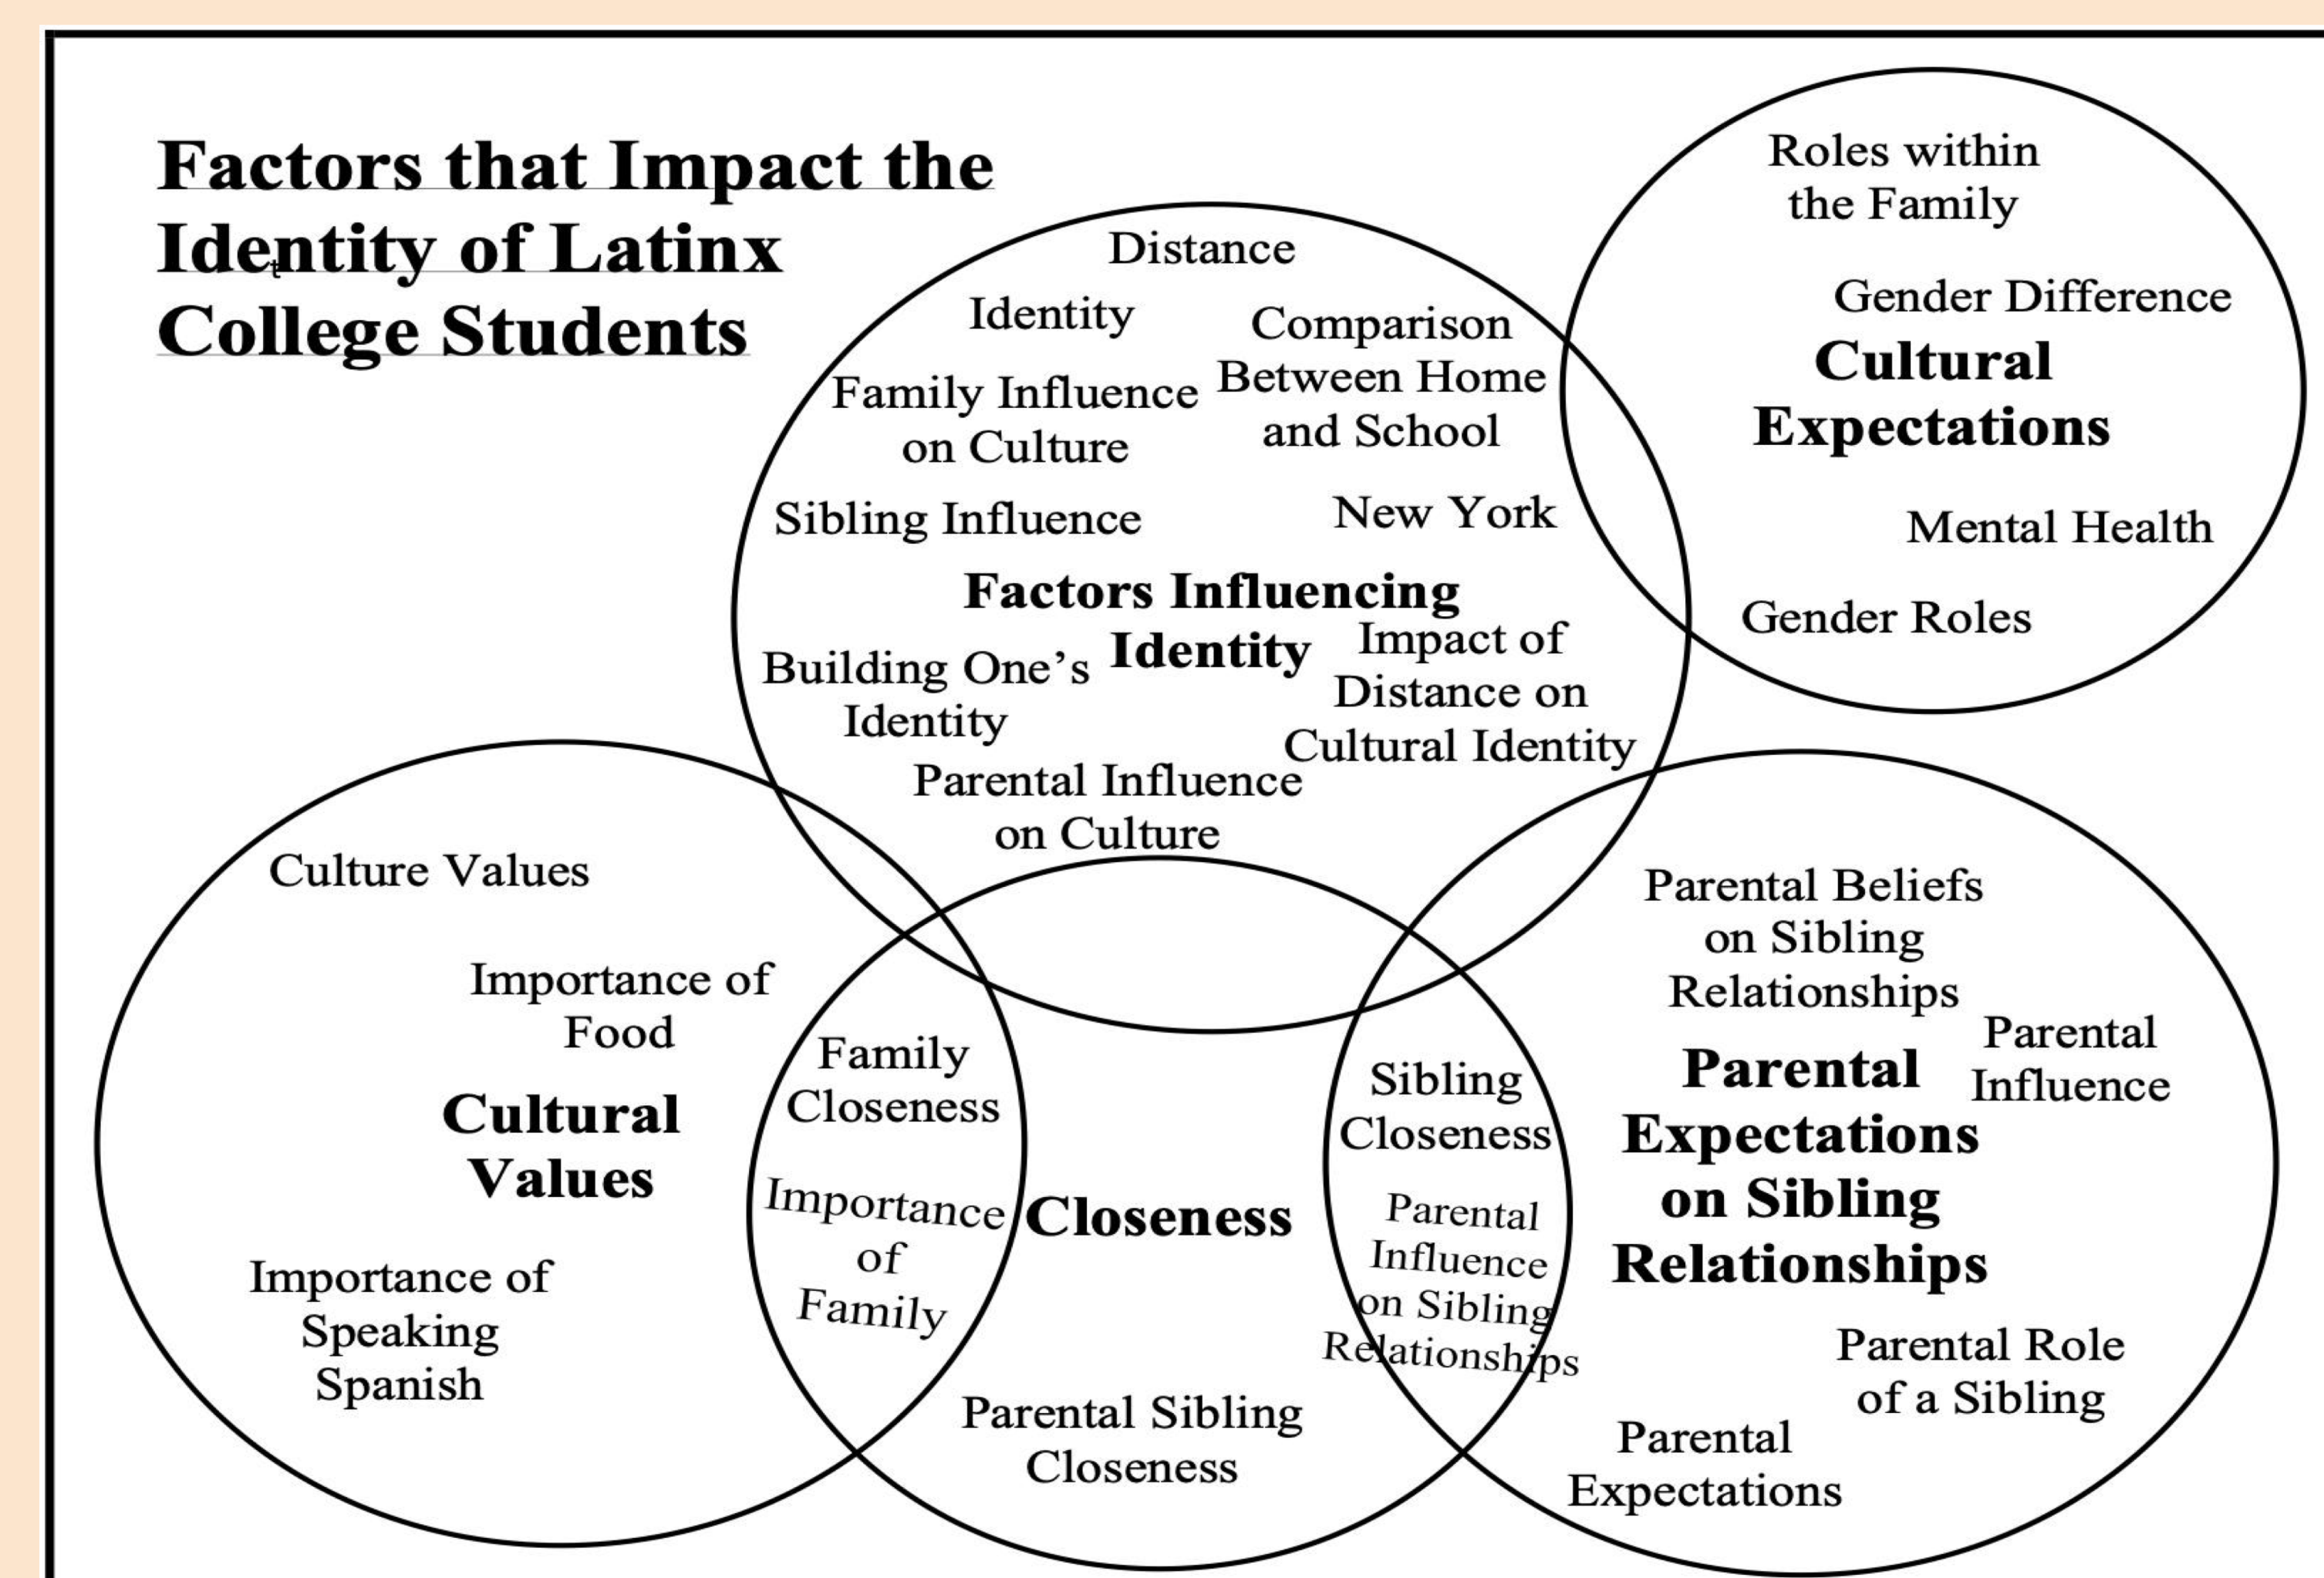 Factors that Impact the
Identity of Latinx
College Students
t
Distance
Identity
Comparison
Between Home
and School
Family Influence
on Culture
Sibling Influence
New York
Factors Influencing
Identity
Building One’s
Identity
Impact of
Distance on
Cultural Identity
Parental Influence
on Culture
Roles within
the Family
Gender Difference
Cultural
Expectations
Mental Health
Gender Roles
Culture Values
Importance of
Food
Cultural
Values
Importance of
Speaking
Spanish
Family
Closeness
Importance
of
Family
Closeness
Parental Sibling
Closeness
Sibling
Closeness
Parental
Influence
on Sibling
Relationships
Parental Beliefs
on Sibling
Relationships
Parental
Influence
Parental
Expectations
on Sibling
Relationships
Parental Role
of a Sibling
Parental
Expectations